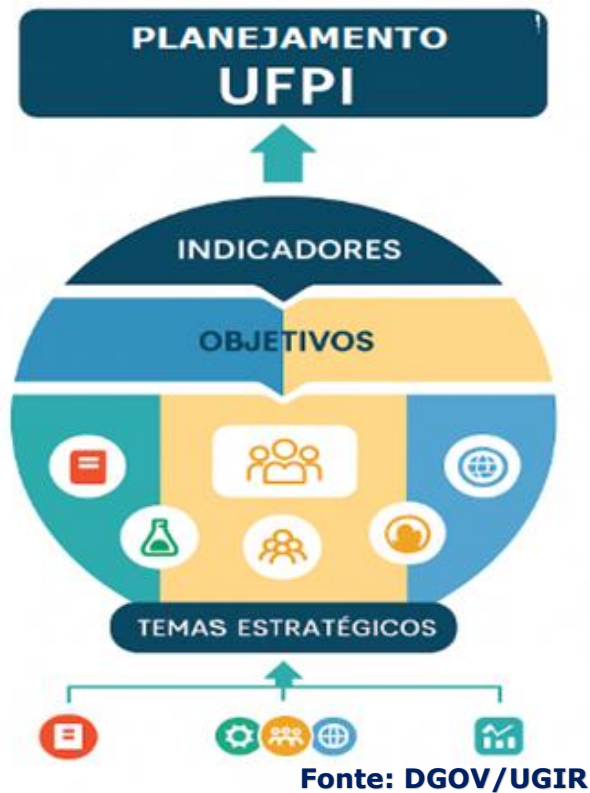 PLANEJAMENTO
UFPI
INDICADORES
OBJETIVOS
TEMAS ESTRATÉGICOS
Fonte: DGOV/UGIR